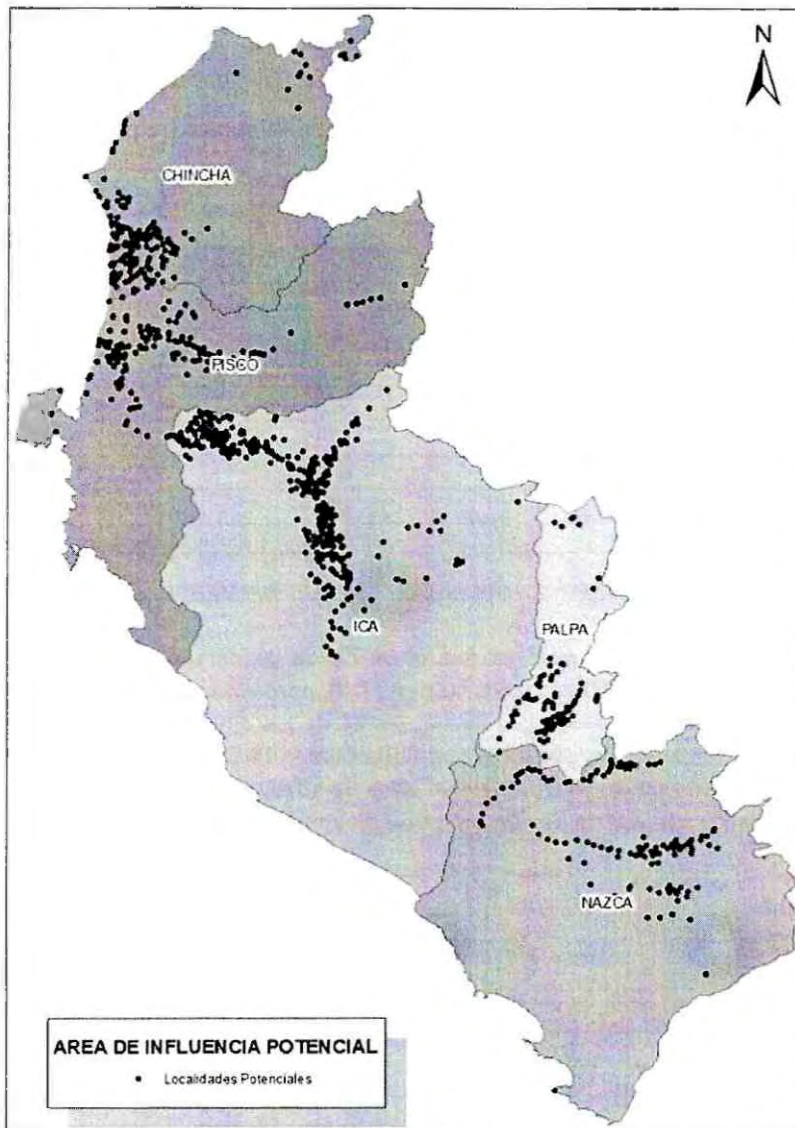 N
CHINCHA
PISCO
ICA
PALPA
NAZCA
AREA DE INFLUENCIA POTENCIAL
Localidades Potenciales